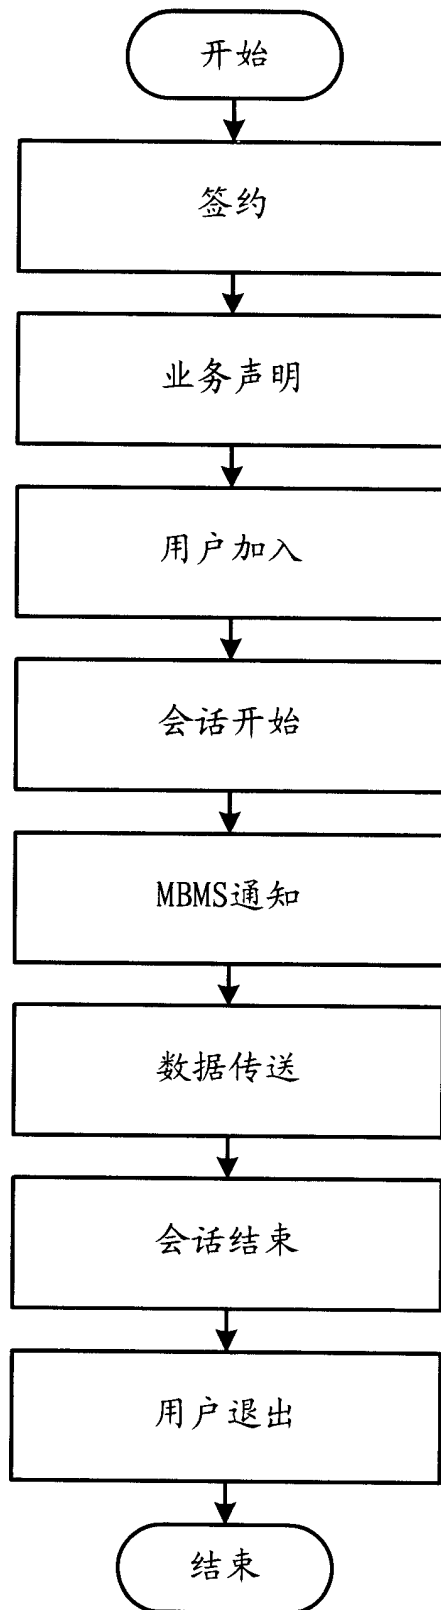 开始
签约
业务声明
用户加入
会话开始
MBMS通知
数据传送
会话结束
用户退出
结束